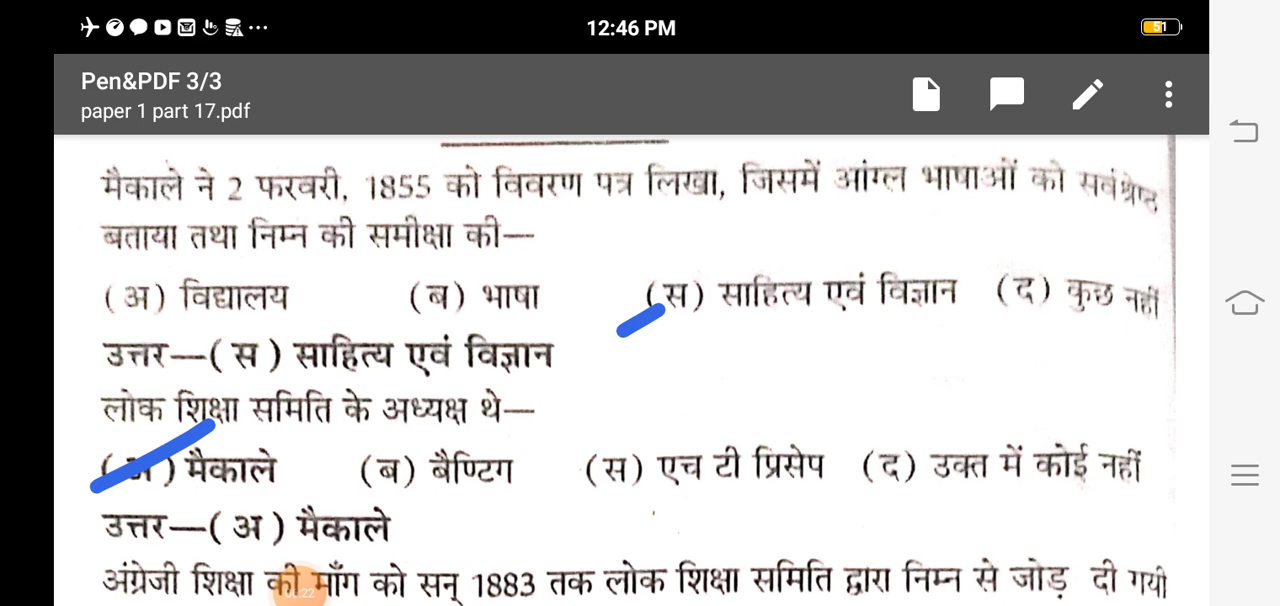 12:46 PM
51
Pen&PDF 3/3
paper 1 part 17.pdf
मैकाले ने 2 फरवरी, 1855 को विवरण पत्र लिखा, जिसमें आंग्ल भाषाओं को सर्वश्रेष्ठ
बताया तथा निम्न की समीक्षा की—
(अ) विद्यालय (ब) भाषा (स) साहित्य एवं विज्ञान (द) कुछ नहीं
उत्तर—(स) साहित्य एवं विज्ञान
लोक शिक्षा समिति के अध्यक्ष थे—
(अ) मैकाले (ब) बैण्टिग (स) एच टी प्रिसेप (द) उक्त में कोई नहीं
उत्तर—(अ) मैकाले
अंग्रेजी शिक्षा की माँग को सन् 1883 तक लोक शिक्षा समिति द्वारा निम्न से जोड़ दी गयी